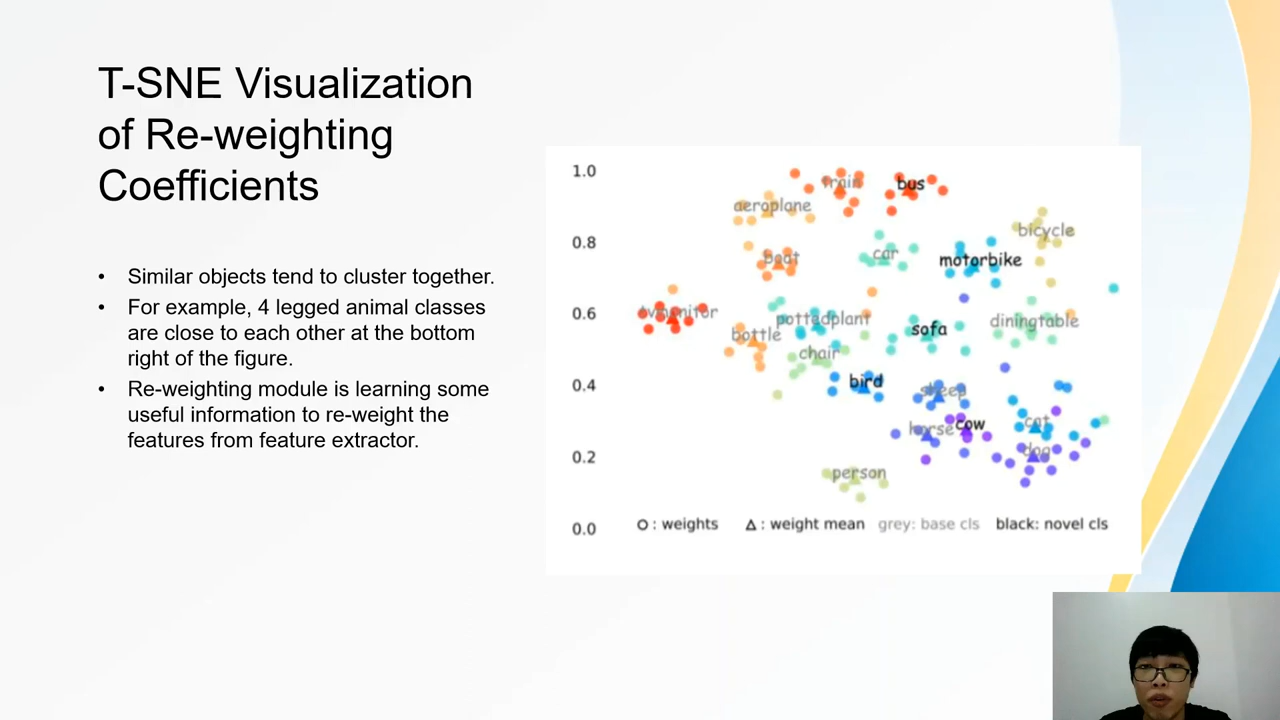 T-SNE Visualization
of Re-weighting
Coefficients
• Similar objects tend to cluster together.
• For example, 4 legged animal classes
are close to each other at the bottom
right of the figure.
• Re-weighting module is learning some
useful information to re-weight the
features from feature extractor.
1.0
train
bus
aeroplane
bicycle
0.8
boat
car
motorbike
0.6
tvmonitor
pottedplant
diningtable
bottle
sofa
chair
0.4
bird
sheep
horse
cow
cat
dog
0.2
person
0.0
O : weights
Δ : weight mean
grey: base cls
black: novel cls